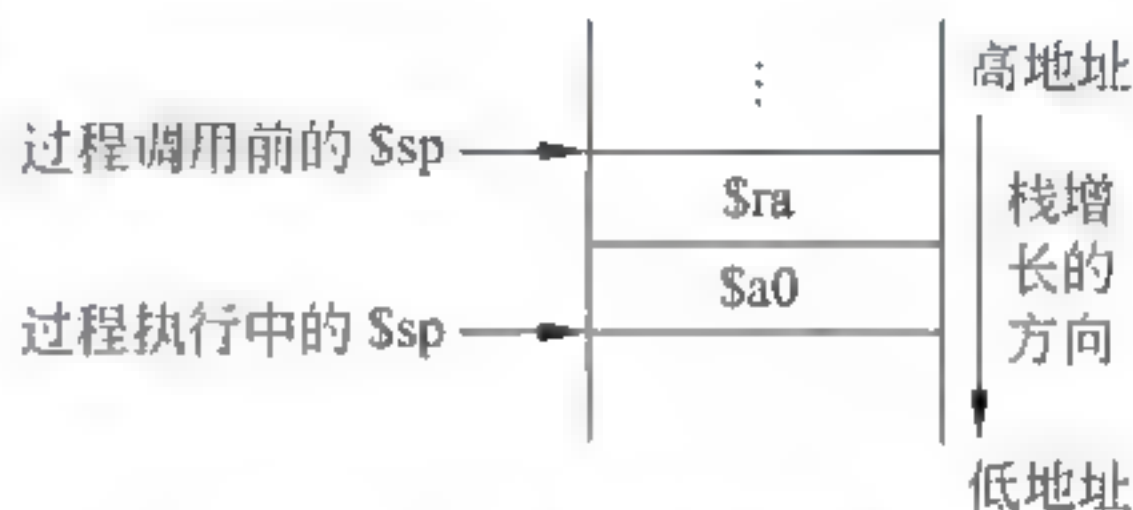 高地址
⋮
过程调用前的 $sp
$ra
栈增
长的
方向
$a0
过程执行中的 $sp
低地址